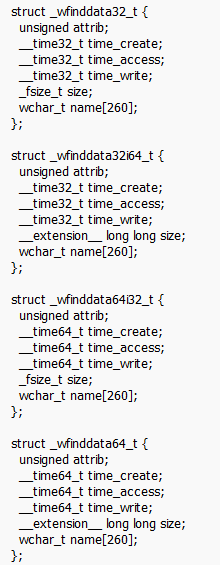 struct _wfinddata32_t {
unsigned attrib;
__time32_t time_create;
__time32_t time_access;
__time32_t time_write;
_fsize_t size;
wchar_t name[260];
};
struct _wfinddata32i64_t {
unsigned attrib;
__time32_t time_create;
__time32_t time_access;
__time32_t time_write;
__extension__ long long size;
wchar_t name[260];
};
struct _wfinddata64i32_t {
unsigned attrib;
__time64_t time_create;
__time64_t time_access;
__time64_t time_write;
_fsize_t size;
wchar_t name[260];
};
struct _wfinddata64_t {
unsigned attrib;
__time64_t time_create;
__time64_t time_access;
__time64_t time_write;
__extension__ long long size;
wchar_t name[260];
};